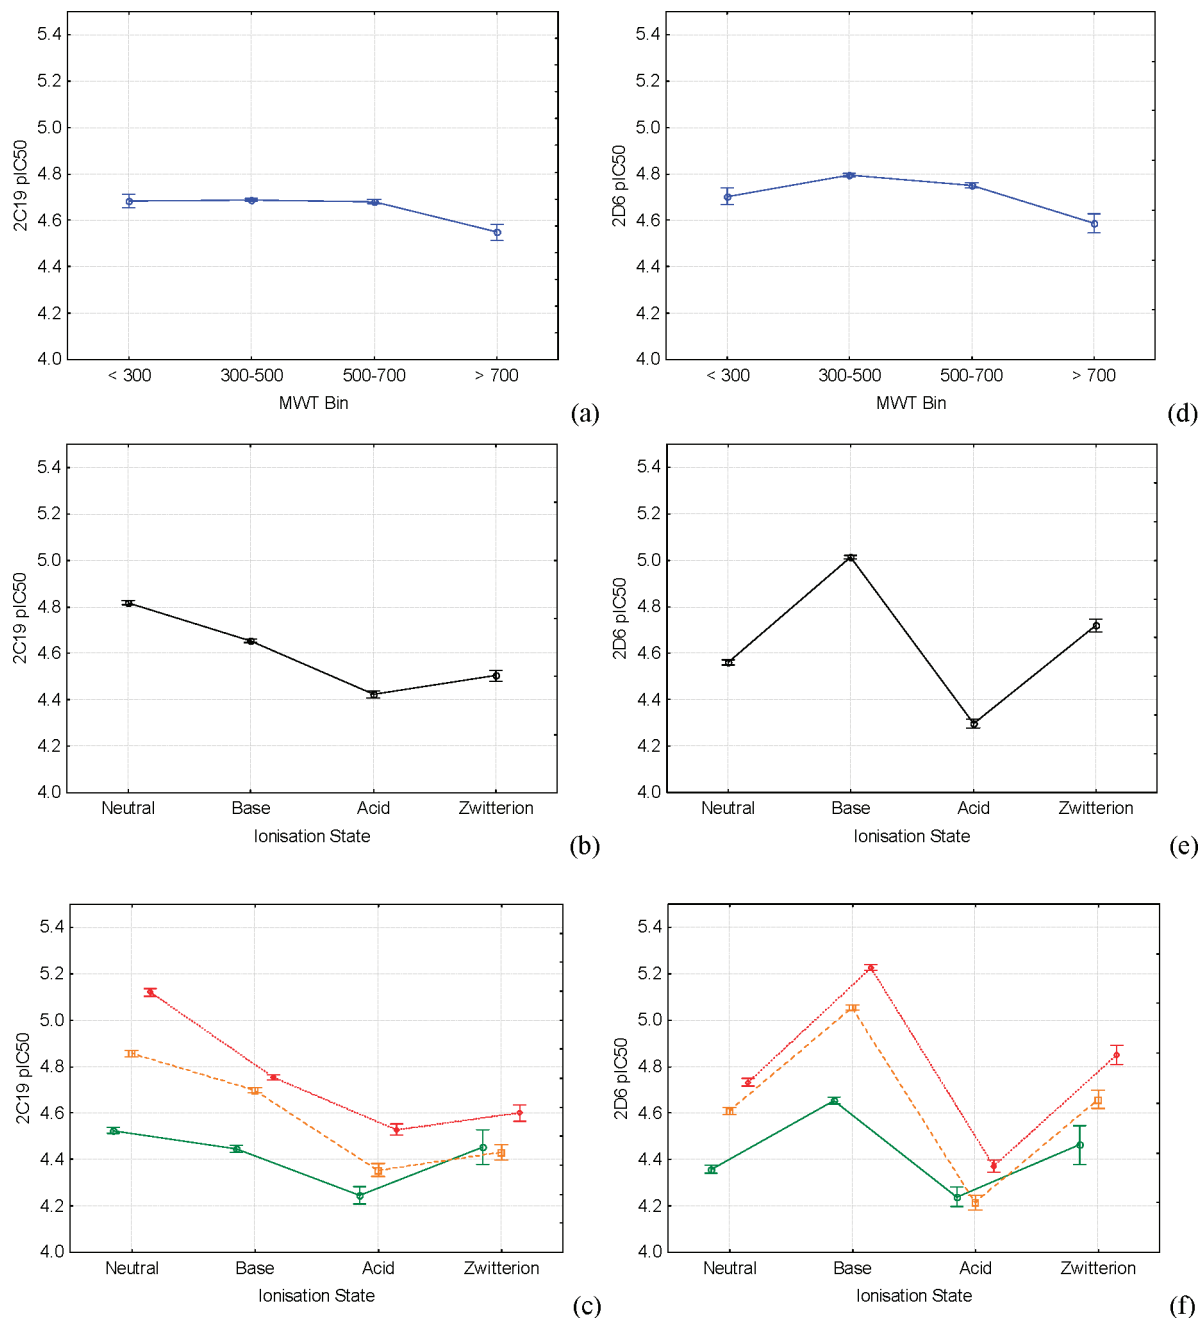 5.4
5.2
5.0
4.8
4.6
4.4
4.2
4.0
2C19 pIC50
< 300 300-500 500-700 > 700
MWT Bin
(a)
5.4
5.2
5.0
4.8
4.6
4.4
4.2
4.0
2D6 pIC50
< 300 300-500 500-700 > 700
MWT Bin
(d)
5.4
5.2
5.0
4.8
4.6
4.4
4.2
4.0
2C19 pIC50
Neutral Base Acid Zwitterion
Ionisation State
(b)
5.4
5.2
5.0
4.8
4.6
4.4
4.2
4.0
2D6 pIC50
Neutral Base Acid Zwitterion
Ionisation State
(e)
5.4
5.2
5.0
4.8
4.6
4.4
4.2
4.0
2C19 pIC50
Neutral Base Acid Zwitterion
Ionisation State
(c)
5.4
5.2
5.0
4.8
4.6
4.4
4.2
4.0
2D6 pIC50
Neutral Base Acid Zwitterion
Ionisation State
(f)